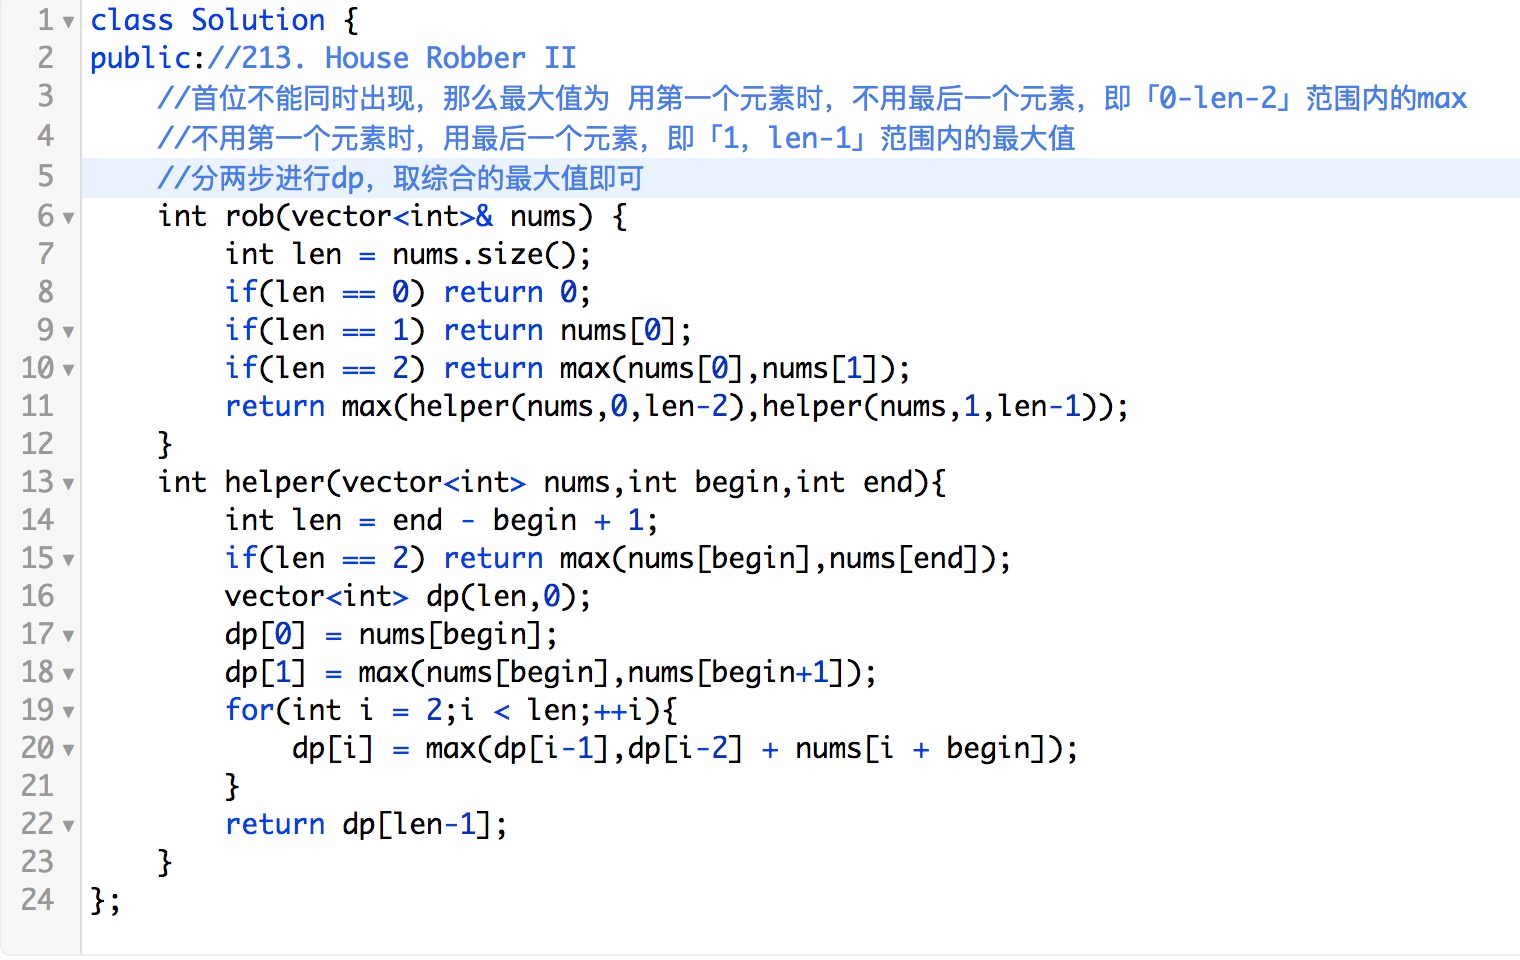 1 class Solution {
2 public://213. House Robber II
3 //首位不能同时出现，那么最大值为 用第一个元素时，不用最后一个元素，即「0-len-2」范围内的max
4 //不用第一个元素时，用最后一个元素，即「1, len-1」范围内的最大值
5 //分两步进行dp，取综合的最大值即可
6 int rob(vector<int>& nums) {
7 int len = nums.size();
8 if(len == 0) return 0;
9 if(len == 1) return nums[0];
10 if(len == 2) return max(nums[0],nums[1]);
11 return max(helper(nums,0,len-2),helper(nums,1,len-1));
12 }
13 int helper(vector<int> nums,int begin,int end){
14 int len = end - begin + 1;
15 if(len == 2) return max(nums[begin],nums[end]);
16 vector<int> dp(len,0);
17 dp[0] = nums[begin];
18 dp[1] = max(nums[begin],nums[begin+1]);
19 for(int i = 2;i < len;++i){
20 dp[i] = max(dp[i-1],dp[i-2] + nums[i + begin]);
21 }
22 return dp[len-1];
23 }
24 };